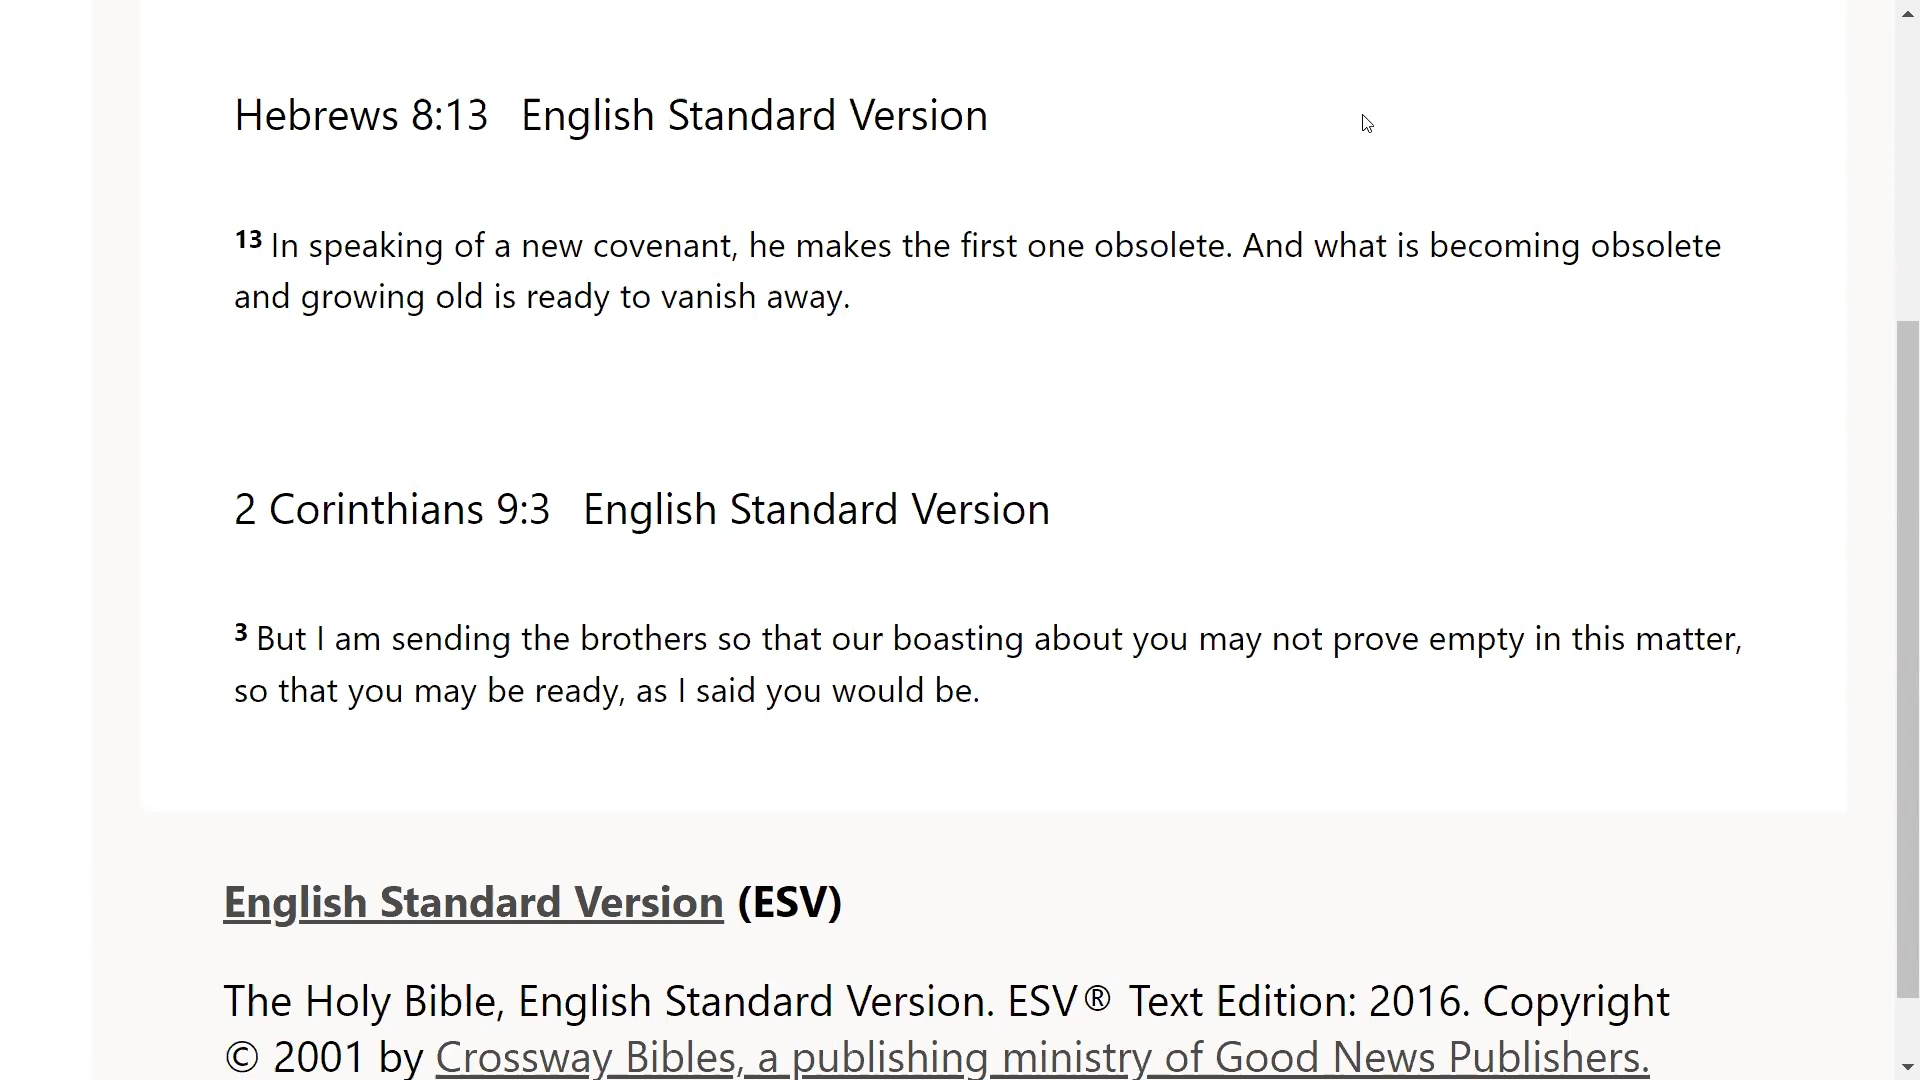 Hebrews 8:13 English Standard Version
13 In speaking of a new covenant, he makes the first one obsolete. And what is becoming obsolete
and growing old is ready to vanish away.
2 Corinthians 9:3 English Standard Version
3 But I am sending the brothers so that our boasting about you may not prove empty in this matter,
so that you may be ready, as I said you would be.
English Standard Version (ESV)
The Holy Bible, English Standard Version. ESV® Text Edition: 2016. Copyright
© 2001 by Crossway Bibles, a publishing ministry of Good News Publishers.